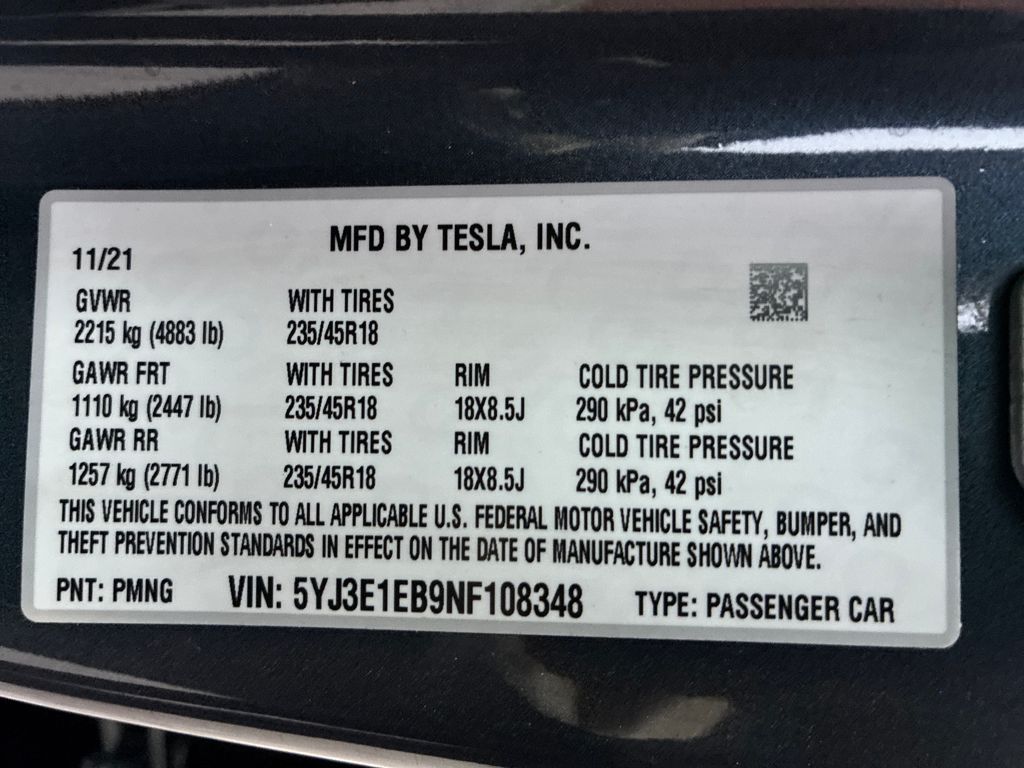 MFD BY TESLA, INC.
11/21
GVWR WITH TIRES
2215 kg (4883 lb) 235/45R18
GAWR FRT WITH TIRES RIM COLD TIRE PRESSURE
1110 kg (2447 lb) 235/45R18 18X8.5J 290 kPa, 42 psi
GAWR RR WITH TIRES RIM COLD TIRE PRESSURE
1257 kg (2771 lb) 235/45R18 18X8.5J 290 kPa, 42 psi
THIS VEHICLE CONFORMS TO ALL APPLICABLE U.S. FEDERAL MOTOR VEHICLE SAFETY, BUMPER, AND
THEFT PREVENTION STANDARDS IN EFFECT ON THE DATE OF MANUFACTURE SHOWN ABOVE.
PNT: PMNG VIN: 5YJ3E1EB9NF108348 TYPE: PASSENGER CAR